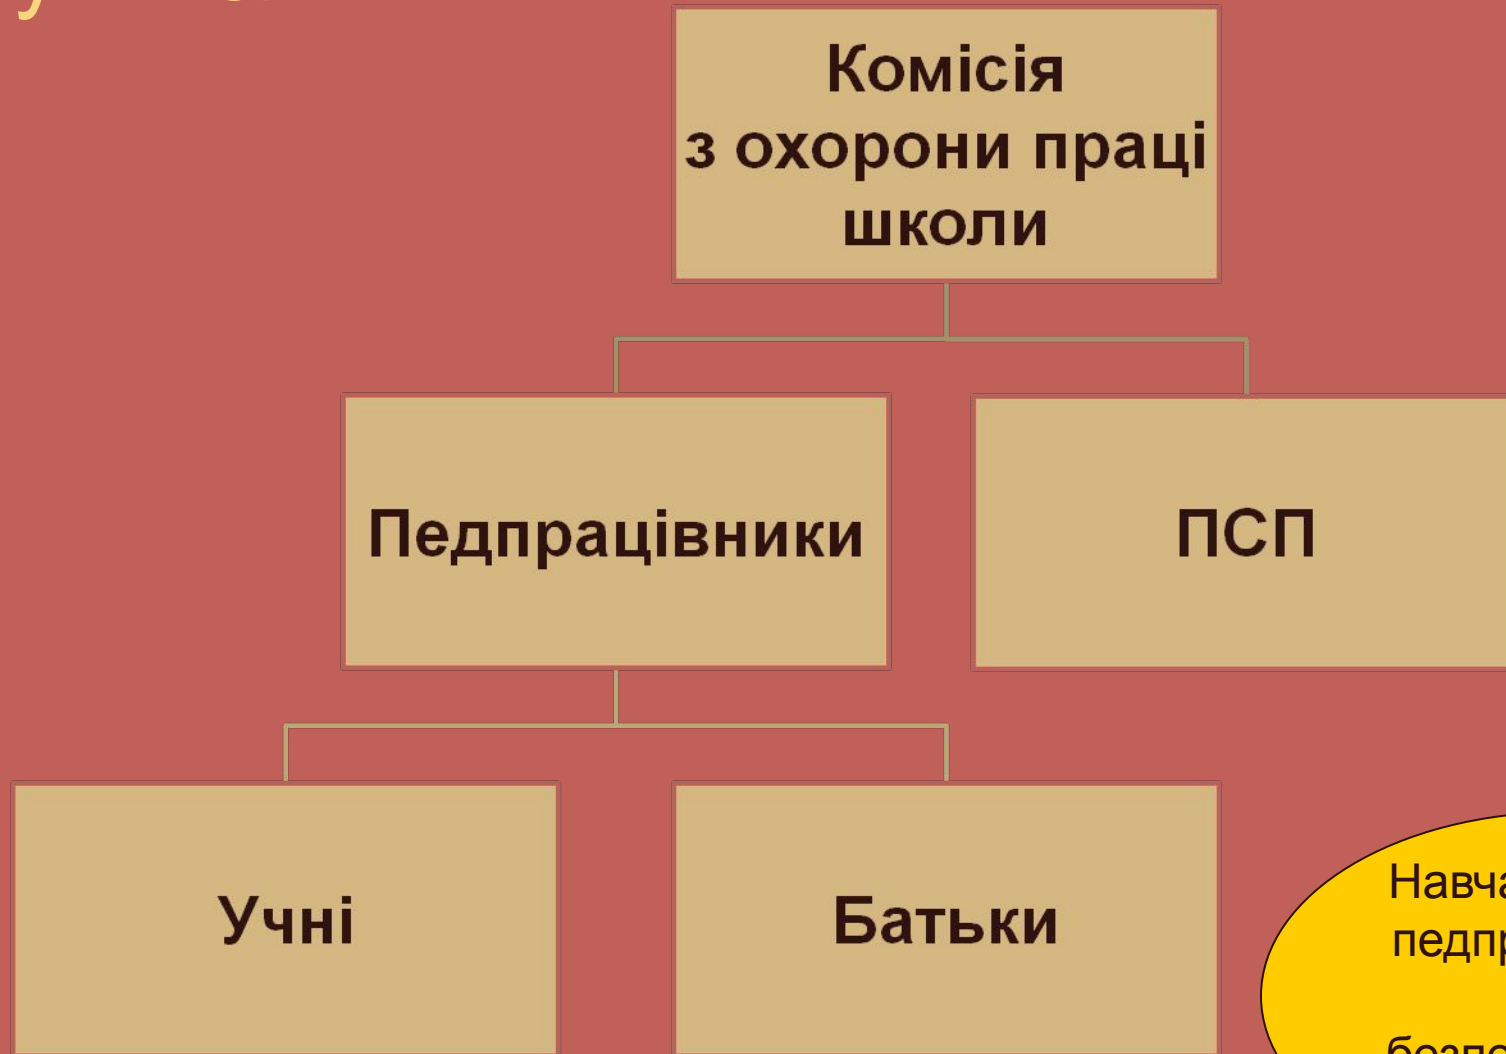 Комісія
з охорони праці
школи
Педпрацівники
ПСП
Учні
Батьки